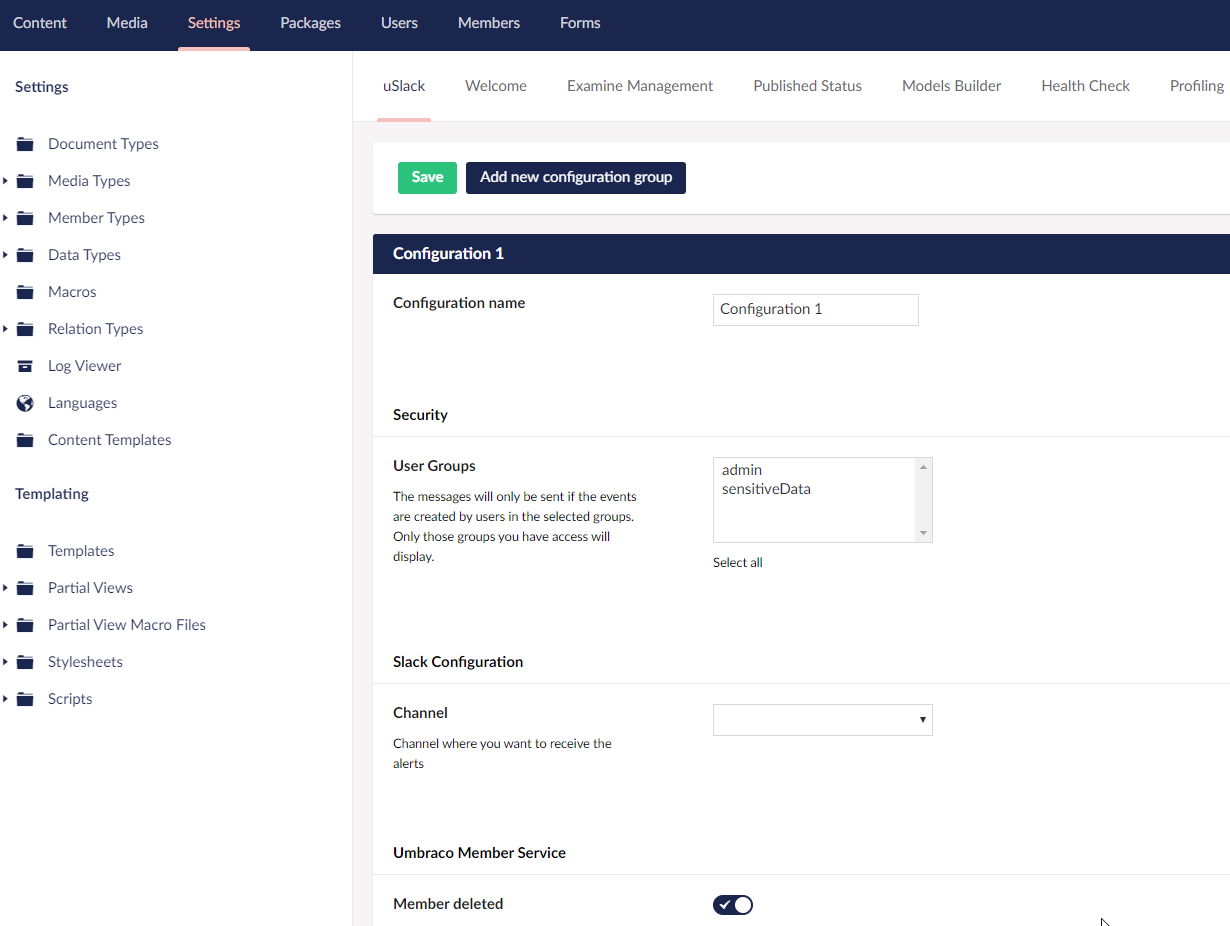 Content Media Settings Packages Users Members Forms
Settings
Document Types
Media Types
Member Types
Data Types
Macros
Relation Types
Log Viewer
Languages
Content Templates
Templating
Templates
Partial Views
Partial View Macro Files
Stylesheets
Scripts
uSlack Welcome Examine Management Published Status Models Builder Health Check Profiling
Save Add new configuration group
Configuration 1
Configuration name Configuration 1
Security
User Groups
The messages will only be sent if the events
are created by users in the selected groups.
Only those groups you have access will
display.
admin
sensitiveData
Select all
Slack Configuration
Channel
Channel where you want to receive the
alerts
Umbraco Member Service
Member deleted